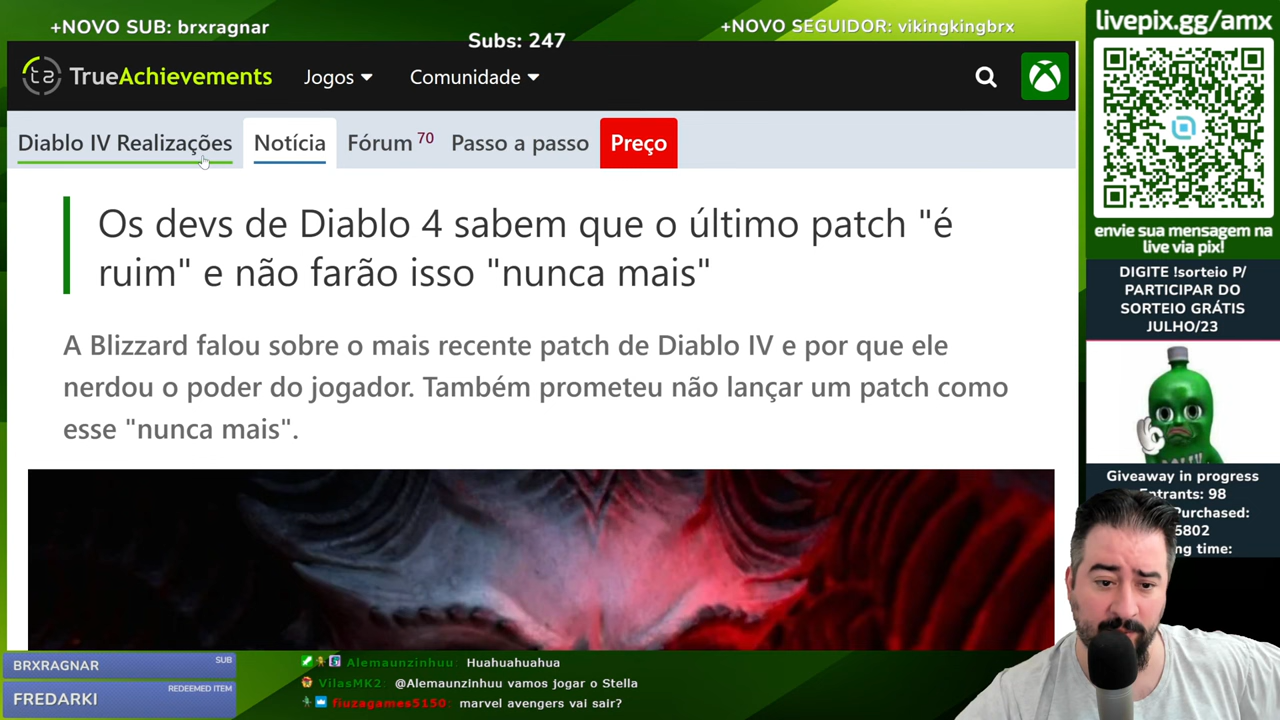 +NOVO SUB: brxragnar
Subs: 247
+NOVO SEGUIDOR: vikingkingbrx
livepix.gg/amx
TrueAchievements
Jogos
Comunidade
Diablo IV Realizações
Notícia
Fórum 70
Passo a passo
Preço
Os devs de Diablo 4 sabem que o último patch "é
ruim" e não farão isso "nunca mais"
A Blizzard falou sobre o mais recente patch de Diablo IV e por que ele
nerdou o poder do jogador. Também prometeu não lançar um patch como
esse "nunca mais".
envie sua mensagem na
live via pix!
DIGITE !sorteio P/
PARTICIPAR DO
SORTEIO GRÁTIS
JULHO/23
Giveaway in progress
Entrants: 98
Purchased:
5802
time:
BRXRAGNAR
SUB
FREDARKI
REDEEMED ITEM
Alemaunzinhuu: Huahuahuahua
VilasMK2: @Alemaunzinhuu vamos jogar o Stella
fiuzagames5150: marvel avengers vai sair?